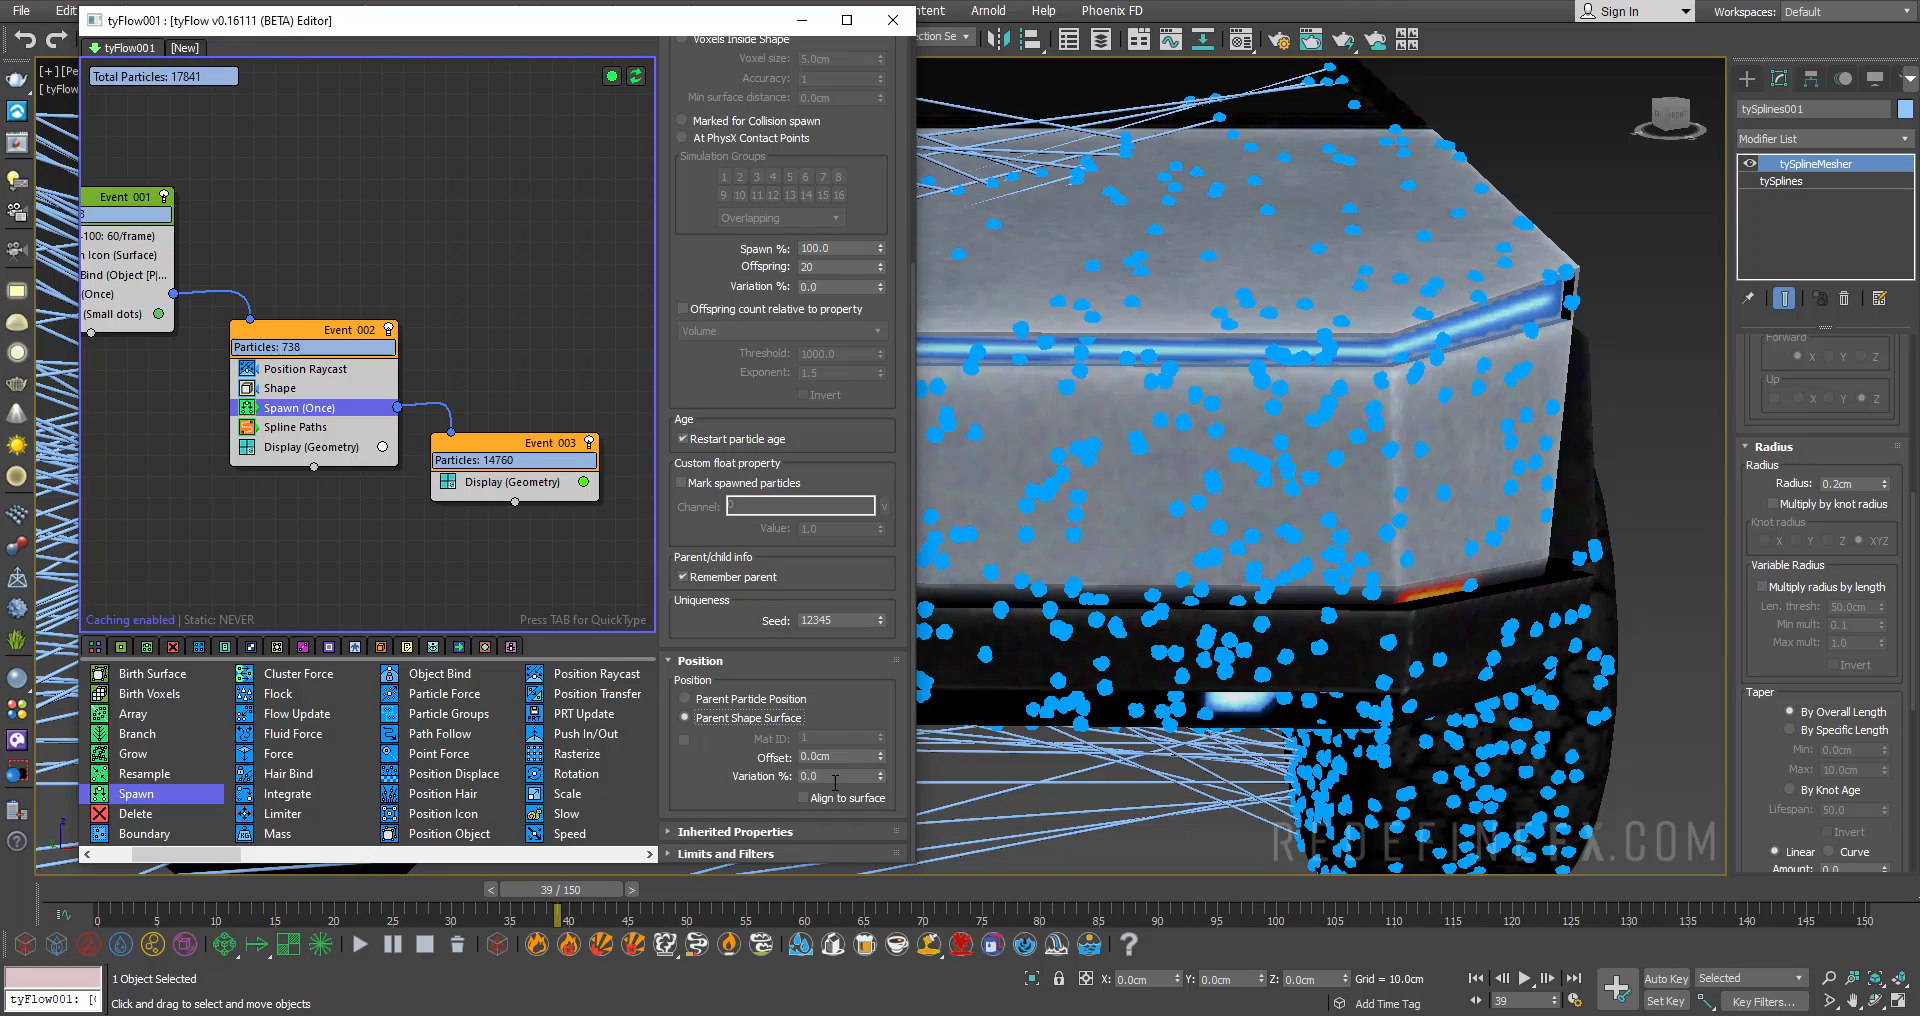 File
Edi
tyFlow001 : [tyFlow v0.16111 (BETA) Editor]
ntent
Arnold
Help
Phoenix FD
Sign In
Workspaces: Default
ection Se
tyFlow001
[New]
[+][Pe
[ tyFlow
Total Particles: 17841
Event 001
-100: 60/frame)
n Icon (Surface)
Bind (Object [P|...
(Once)
(Small dots)
Event 002
Particles: 738
Position Raycast
Shape
Spawn (Once)
Spline Paths
Display (Geometry)
Event 003
Particles: 14760
Display (Geometry)
Caching enabled | Static: NEVER
Press TAB for QuickType
Birth Surface
Birth Voxels
Array
Branch
Grow
Resample
Spawn
Delete
Boundary
Cluster Force
Flock
Flow Update
Fluid Force
Force
Hair Bind
Integrate
Limiter
Mass
Object Bind
Particle Force
Particle Groups
Path Follow
Point Force
Position Displace
Position Hair
Position Icon
Position Object
Position Raycast
Position Transfer
PRT Update
Push In/Out
Rasterize
Rotation
Scale
Slow
Speed
Voxels Inside Shape
Voxel size: 5.0cm
Accuracy: 1
Min surface distance: 0.0cm
Marked for Collision spawn
At PhysX Contact Points
Simulation Groups
1 2 3 4 5 6 7 8
9 10 11 12 13 14 15 16
Overlapping
Spawn %: 100.0
Offspring: 20
Variation %: 0.0
Offspring count relative to property
Volume
Threshold: 1000.0
Exponent: 1.5
Invert
Age
Restart particle age
Custom float property
Mark spawned particles
Channel:
Value: 1.0
Parent/child info
Remember parent
Uniqueness
Seed: 12345
Position
Position
Parent Particle Position
Parent Shape Surface
Mat ID: 1
Offset: 0.0cm
Variation %: 0.0
Align to surface
Inherited Properties
Limits and Filters
FRONT
REDEFINEFX.COM
tySplines001
Modifier List
tySplineMesher
tySplines
Forward
X Y Z
Up
Z
Radius
Radius
Radius: 0.2cm
Multiply by knot radius
Knot radius
X Y Z XYZ
Variable Radius
Multiply radius by length
Len. thresh: 50.0cm
Min mult: 0.1
Max mult: 1.0
Invert
Taper
By Overall Length
By Specific Length
Min: 0.0cm
Max: 10.0cm
By Knot Age
Lifespan: 50.0
Invert
Linear Curve
Amount: 0.0
39 / 150
0 5 10 15 20 25 30 35 40 45 50 55 60 65 70 75 80 85 90 95 100 105 110 115 120 125 130 135 140 145 150
1 Object Selected
X: 0.0cm
Y: 0.0cm
Z: 0.0cm
Grid = 10.0cm
Auto Key
Selected
tyFlow001: [(
Click and drag to select and move objects
Add Time Tag
39
Set Key
Key Filters...